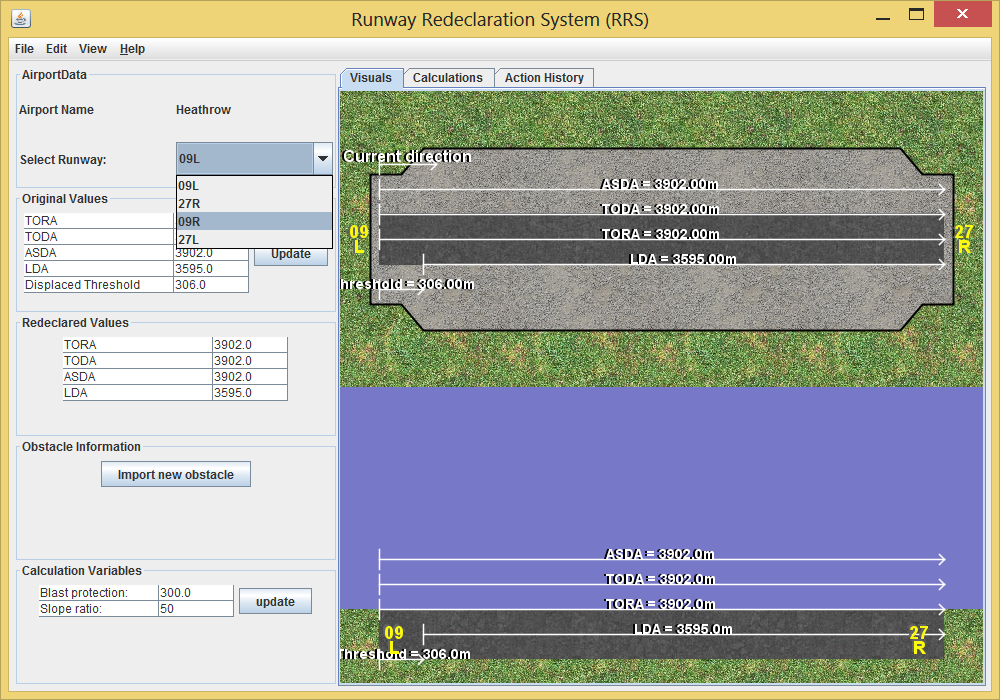 Runway Redeclaration System (RRS)
File Edit View Help
AirportData
Airport Name Heathrow
Select Runway: 09L
09L
27R
09R
27L
Original Values
TORA
TODA
ASDA 3902.0
LDA 3595.0
Displaced Threshold 306.0
Update
Redeclared Values
TORA 3902.0
TODA 3902.0
ASDA 3902.0
LDA 3595.0
Obstacle Information
Import new obstacle
Calculation Variables
Blast protection: 300.0
Slope ratio: 50
update
Visuals Calculations Action History
Current direction
ASDA = 3902.00m
TODA = 3902.00m
TORA = 3902.00m
09
L
27
R
LDA = 3595.00m
hreshold = 306.00m
ASDA = 3902.0m
TODA = 3902.0m
TORA = 3902.0m
LDA = 3595.0m
09
L
27
R
Threshold = 306.0m